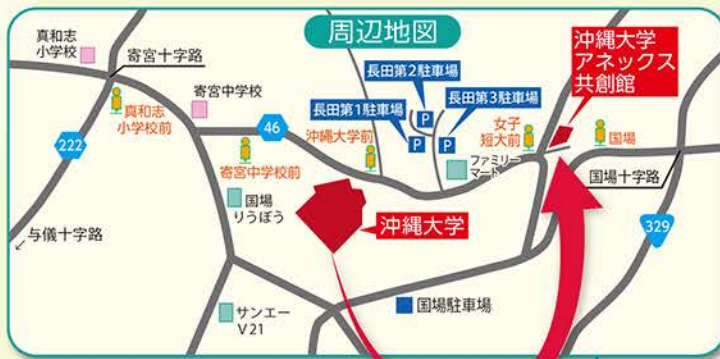 周辺地図
真和志
小学校
寄宮十字路
真和志
小学校前
寄宮中学校
222
46
寄宮中学校前
沖縄大学前
長田第2駐車場
長田第1駐車場
長田第3駐車場
P
P
P
女子
短大前
沖縄大学
アネックス
共創館
国場
ファミリー
マート
国場十字路
329
国場
りうぼう
沖縄大学
与儀十字路
サンエー
V21
国場駐車場